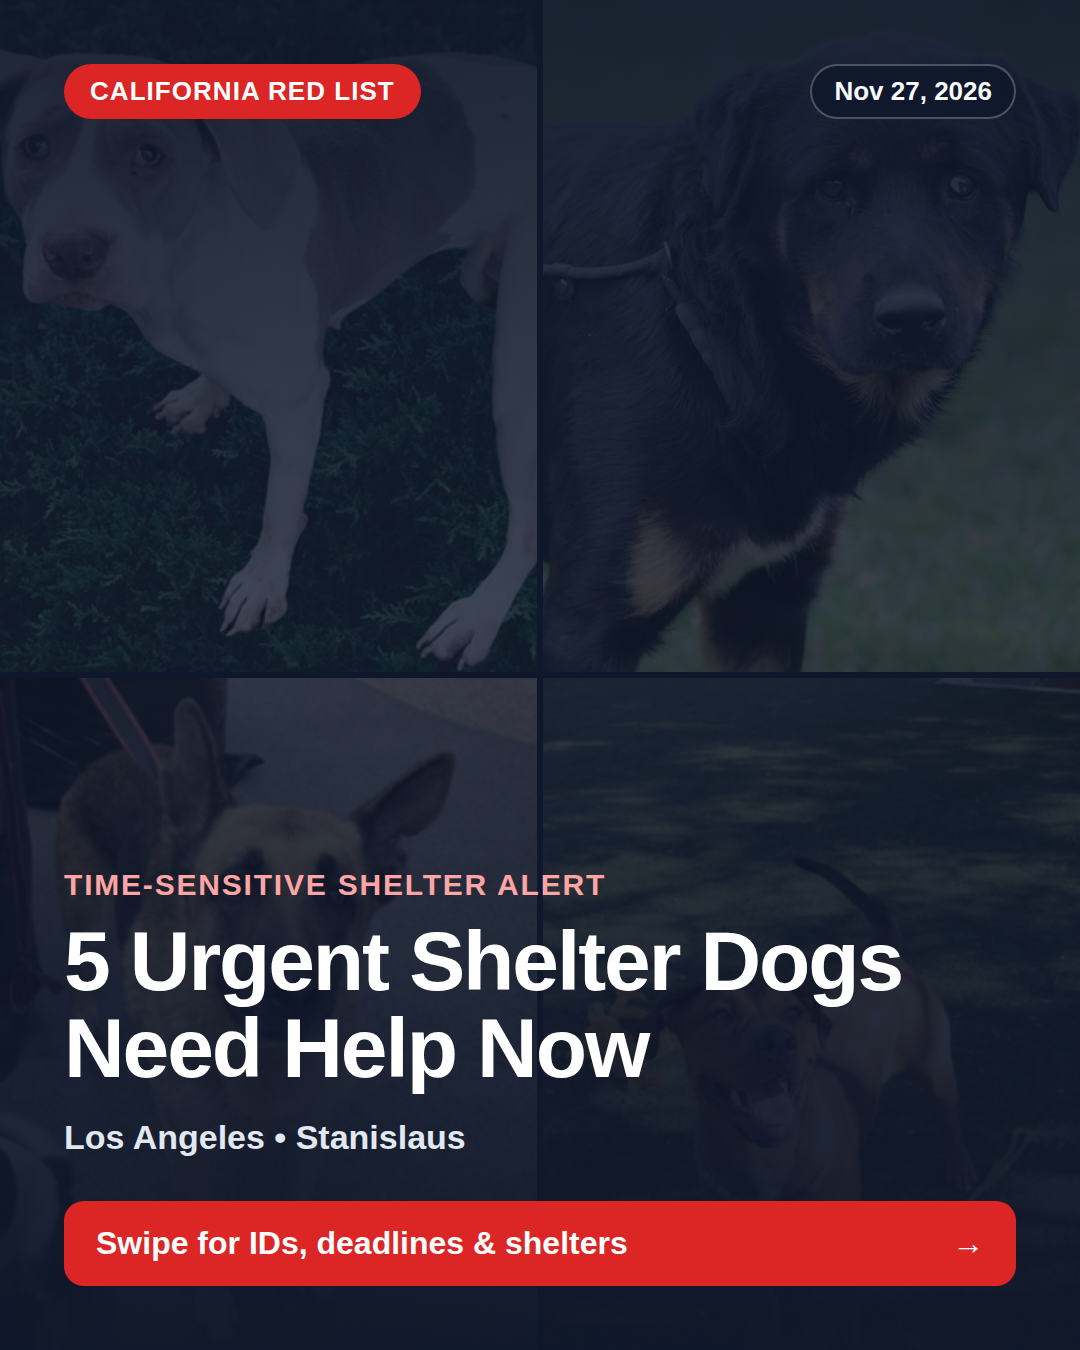 CALIFORNIA RED LIST
Nov 27, 2026
TIME-SENSITIVE SHELTER ALERT
5 Urgent Shelter Dogs
Need Help Now
Los Angeles • Stanislaus
Swipe for IDs, deadlines & shelters →